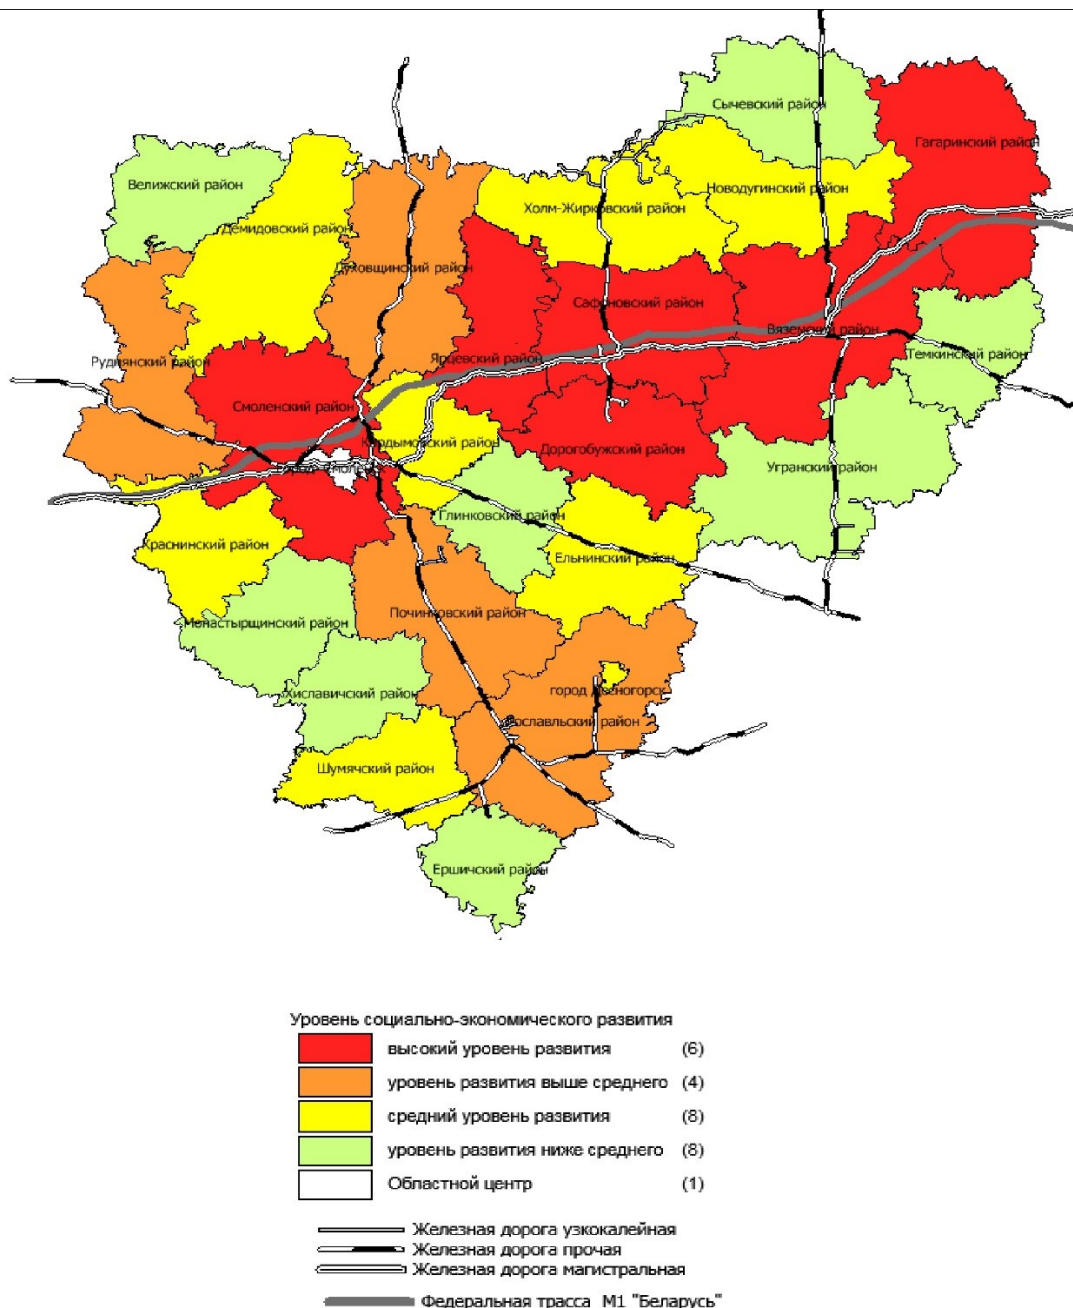 Сычевский район
Гагаринский район
Велижский район
Новодугинский район
Холм-Жирковский район
Демидовский район
Духовщинский район
Сафоновский район
Вяземский район
Руднянский район
Ярцевский район
Темкинский район
Смоленский район
Кардымовский район
Дорогобужский район
Угранский район
Глинковский район
Краснинский район
Ельнинский район
Починковский район
Монастырщинский район
город Десногорск
Хиславичский район
Рославльский район
Шумячский район
Ершичский район
Уровень социально-экономического развития
высокий уровень развития (6)
уровень развития выше среднего (4)
средний уровень развития (8)
уровень развития ниже среднего (8)
Областной центр (1)
Железная дорога узкокалейная
Железная дорога прочая
Железная дорога магистральная
Федеральная трасса М1 "Беларусь"